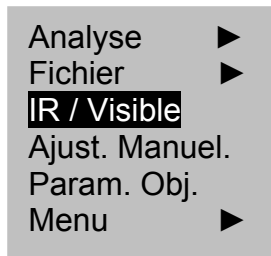 Analyse ►
Fichier ►
IR / Visible
Ajust. Manuel.
Param. Obj.
Menu ►